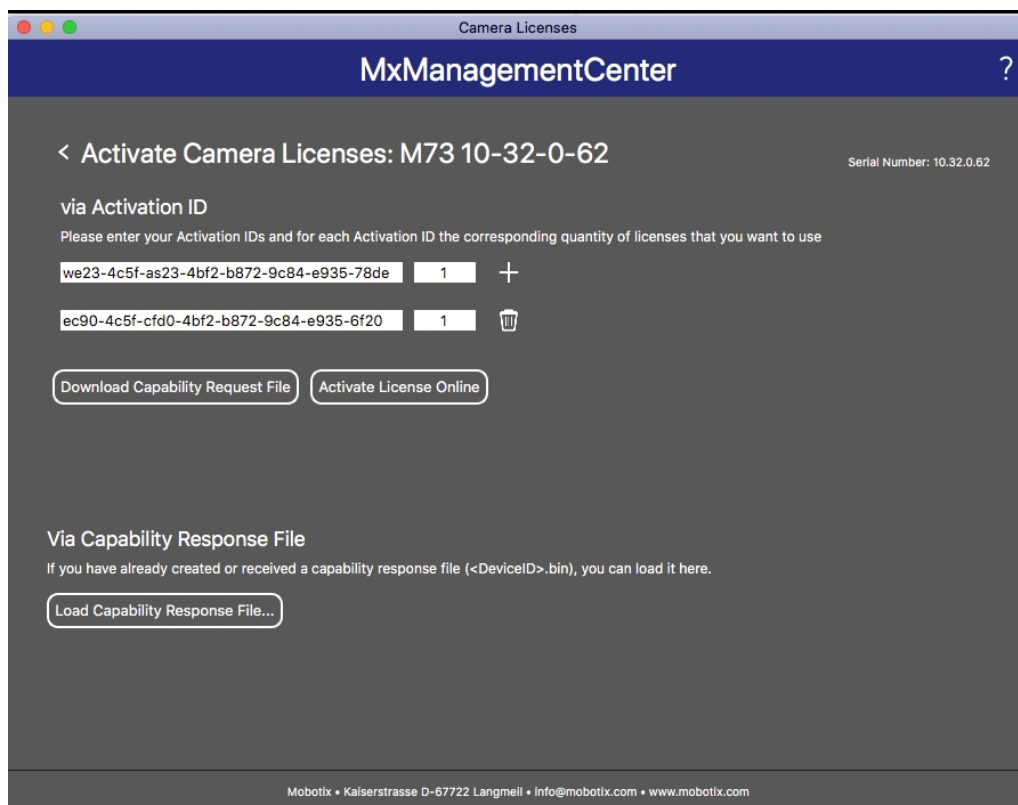 Camera Licenses
MxManagementCenter
?
< Activate Camera Licenses: M73 10-32-0-62
Serial Number: 10.32.0.62
via Activation ID
Please enter your Activation IDs and for each Activation ID the corresponding quantity of licenses that you want to use
we23-4c5f-as23-4bf2-b872-9c84-e935-78de 1 +
ec90-4c5f-cfd0-4bf2-b872-9c84-e935-6f20 1
Download Capability Request File Activate License Online
Via Capability Response File
If you have already created or received a capability response file (<DeviceID>.bin), you can load it here.
Load Capability Response File...
Mobotix • Kaiserstrasse D-67722 Langmeil • info@mobotix.com • www.mobotix.com